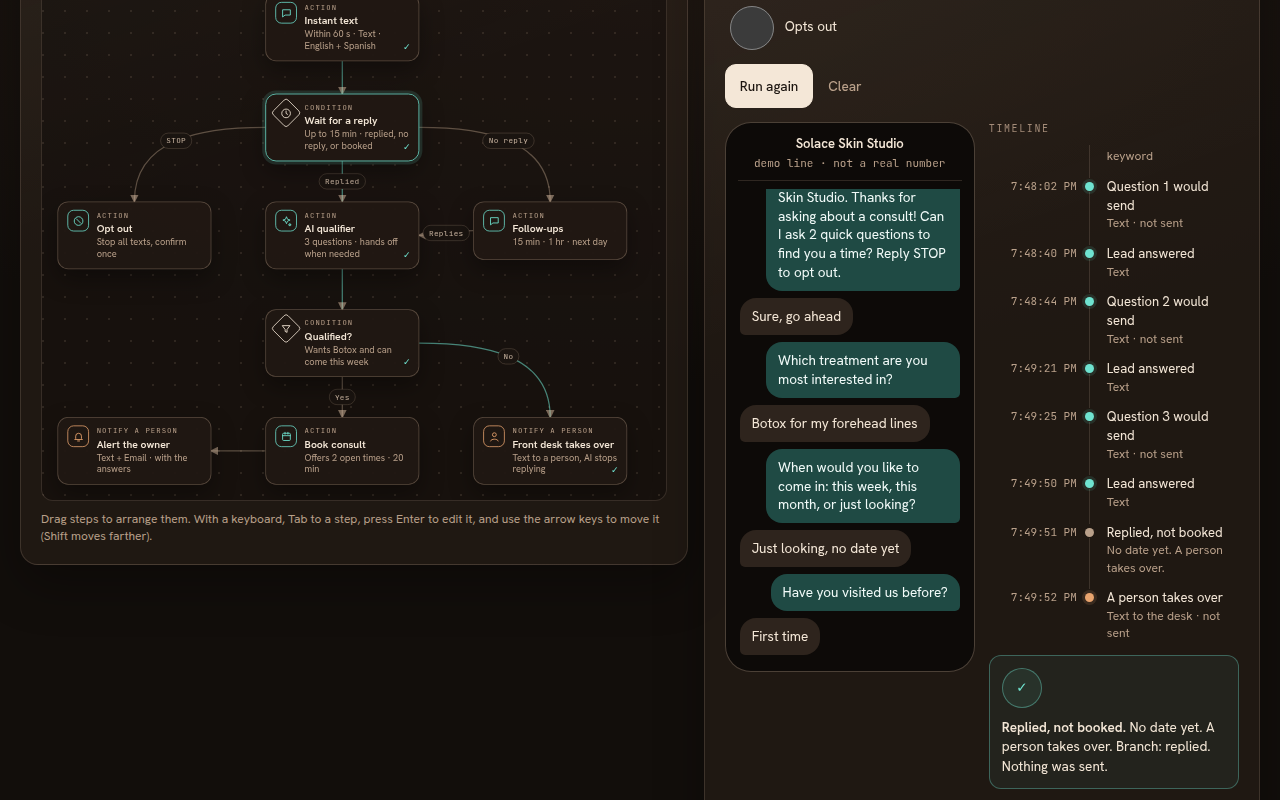 ACTION
Instant text
Within 60 s · Text ·
English + Spanish
✓
CONDITION
Wait for a reply
Up to 15 min · replied, no
reply, or booked
✓
STOP
No reply
Replied
ACTION
Opt out
Stop all texts, confirm
once
ACTION
AI qualifier
3 questions · hands off
when needed
✓
Replies
ACTION
Follow-ups
15 min · 1 hr · next day
CONDITION
Qualified?
Wants Botox and can
come this week
✓
No
Yes
NOTIFY A PERSON
Alert the owner
Text + Email · with the
answers
ACTION
Book consult
Offers 2 open times · 20
min
NOTIFY A PERSON
Front desk takes over
Text to a person, AI stops
replying
✓
Drag steps to arrange them. With a keyboard, Tab to a step, press Enter to edit it, and use the arrow keys to move it
(Shift moves farther).
Opts out
Run again
Clear
Solace Skin Studio
demo line · not a real number
Skin Studio. Thanks for
asking about a consult! Can
I ask 2 quick questions to
find you a time? Reply STOP
to opt out.
Sure, go ahead
Which treatment are you
most interested in?
Botox for my forehead lines
When would you like to
come in: this week, this
month, or just looking?
Just looking, no date yet
Have you visited us before?
First time
TIMELINE
keyword
7:48:02 PM
Question 1 would
send
Text · not sent
7:48:40 PM
Lead answered
Text
7:48:44 PM
Question 2 would
send
Text · not sent
7:49:21 PM
Lead answered
Text
7:49:25 PM
Question 3 would
send
Text · not sent
7:49:50 PM
Lead answered
Text
7:49:51 PM
Replied, not booked
No date yet. A person
takes over.
7:49:52 PM
A person takes over
Text to the desk · not
sent
✓
Replied, not booked. No date yet. A
person takes over. Branch: replied.
Nothing was sent.